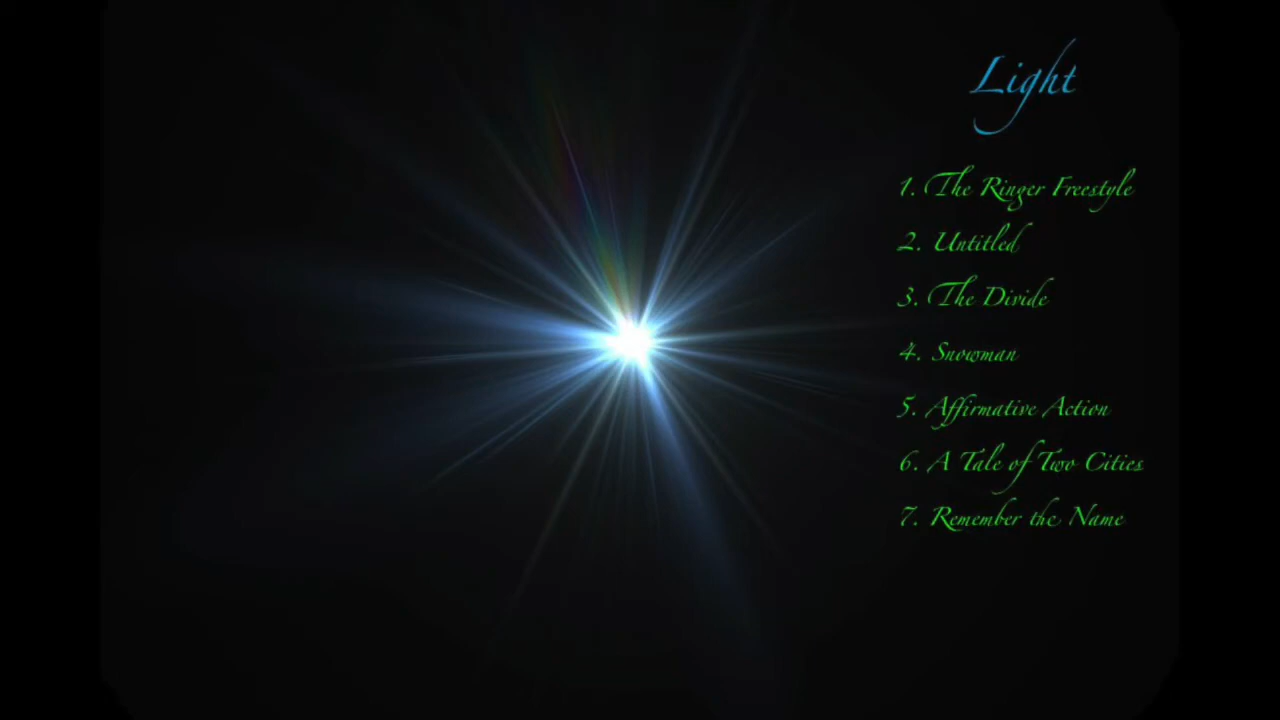 Light
1. The Ringer Freestyle
2. Untitled
3. The Divide
4. Snowman
5. Affirmative Action
6. A Tale of Two Cities
7. Remember the Name